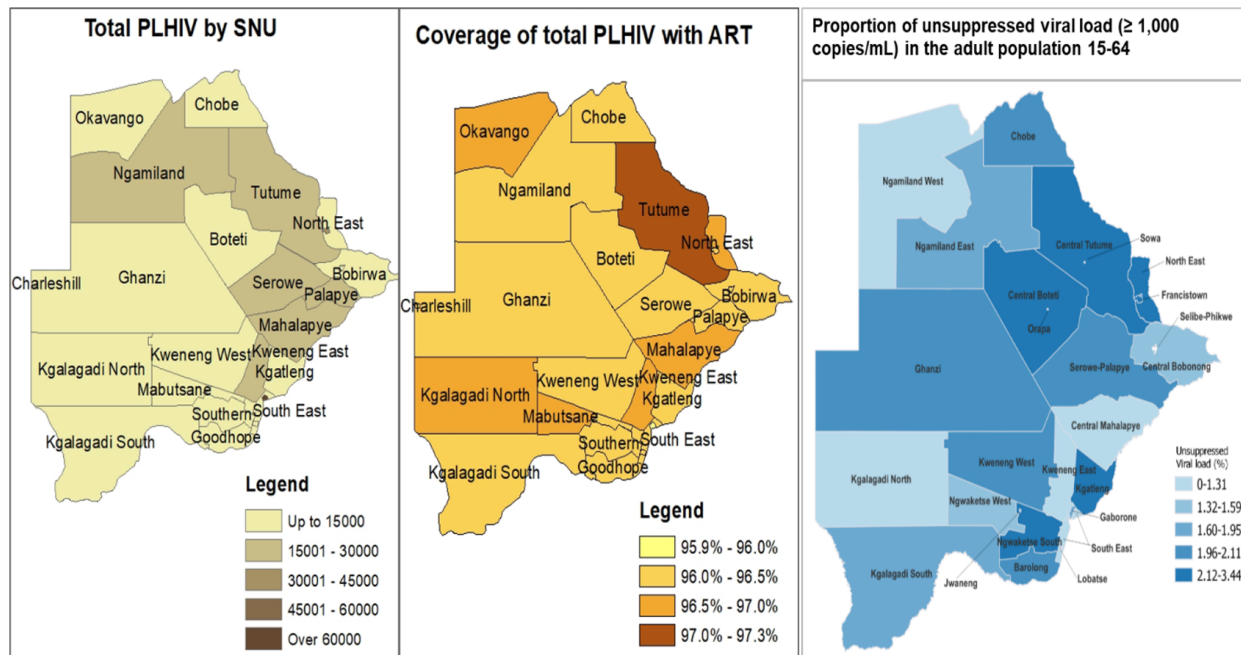 Total PLHIV by SNU
Okavango
Chobe
Ngamiland
Tutume
North East
Boteti
Bobirwa
Charleshill
Ghanzi
Serowe
Palapye
Mahalapye
Kweneng West
Kweneng East
Kgalagadi North
Kgatleng
Mabutsane
Southern
South East
Goodhope
Kgalagadi South
Legend
Up to 15000
15001 - 30000
30001 - 45000
45001 - 60000
Over 60000
Coverage of total PLHIV with ART
Okavango
Chobe
Ngamiland
Tutume
North East
Boteti
Charleshill
Ghanzi
Serowe
Bobirwa
Palapye
Mahalapye
Kgalagadi North
Kweneng West
Kweneng East
Kgatleng
Mabutsane
Southern
South East
Goodhope
Kgalagadi South
Legend
95.9% - 96.0%
96.0% - 96.5%
96.5% - 97.0%
97.0% - 97.3%
Proportion of unsuppressed viral load (≥ 1,000
copies/mL) in the adult population 15-64
Chobe
Ngamiland West
Ngamiland East
Central Tutume
Sowa
North East
Central Boteti
Francistown
Orapa
Selibe-Phikwe
Ghanzi
Serowe-Palapye
Central Bobonong
Central Mahalapye
Kweneng West
Kweneng East
Kgalagadi North
Kgatleng
Ngwaketse West
Gaborone
Ngwaketse South
South East
Kgalagadi South
Barolong
Jwaneng
Lobatse
Unsuppressed
Viral load (%)
0-1.31
1.32-1.59
1.60-1.95
1.96-2.11
2.12-3.44